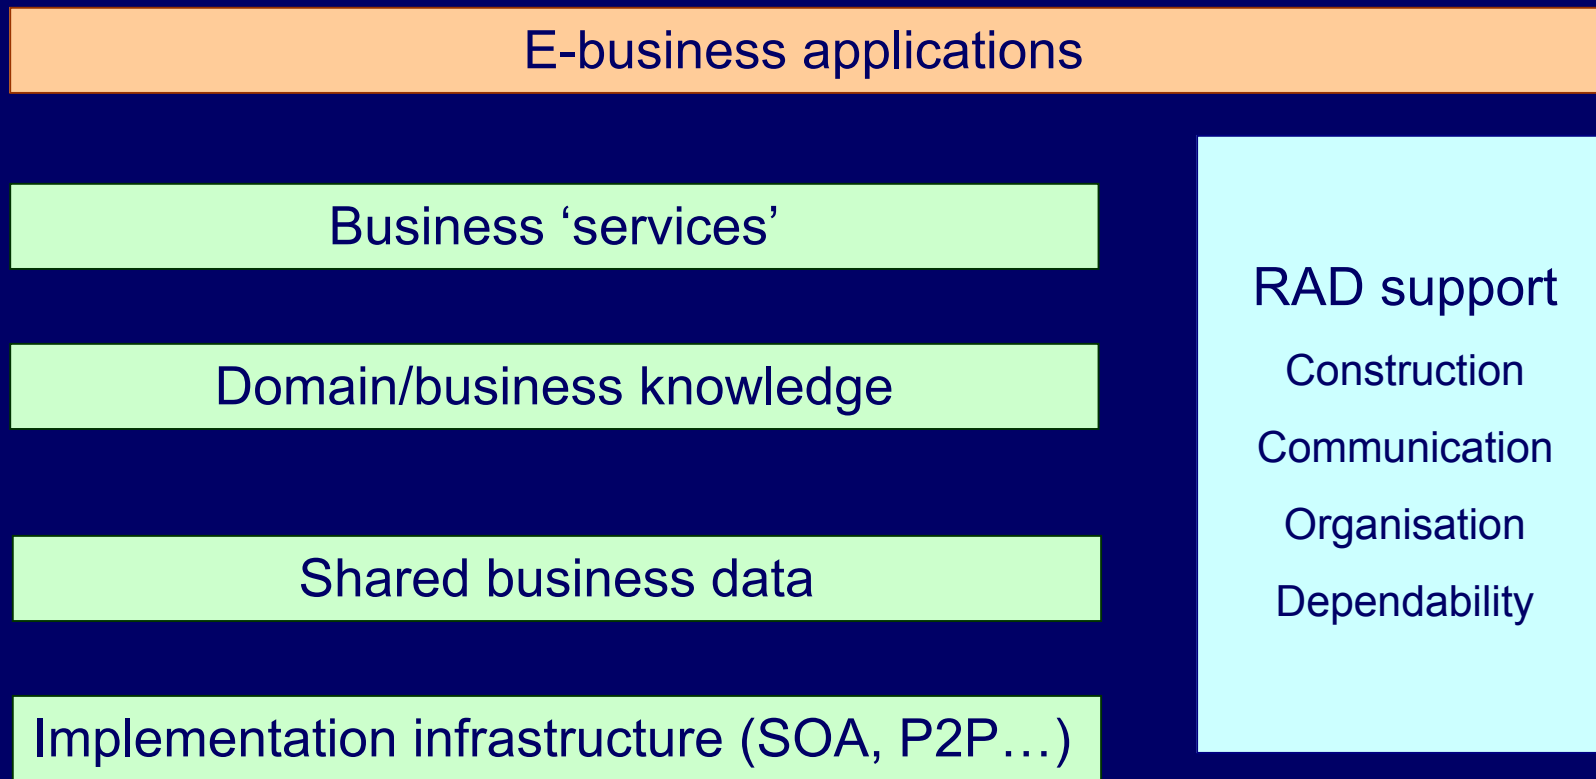 E-business applications
Business ‘services’
Domain/business knowledge
Shared business data
Implementation infrastructure (SOA, P2P…)
RAD support
Construction
Communication
Organisation
Dependability